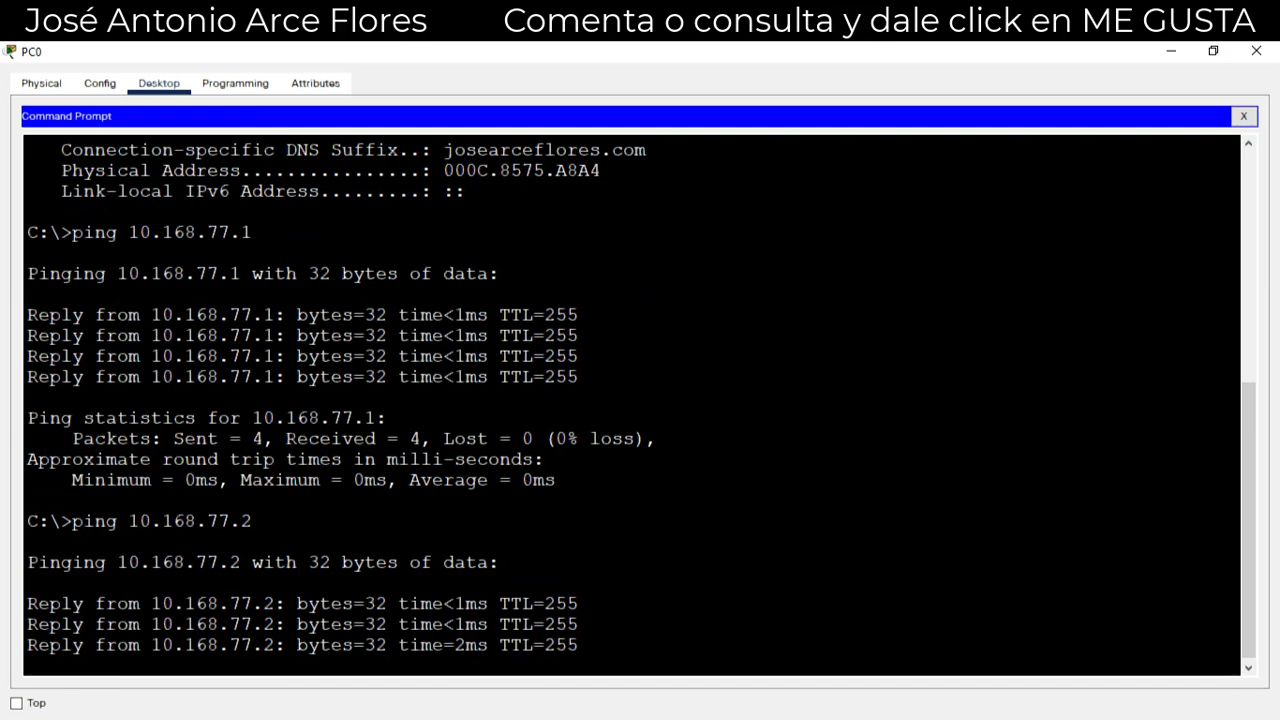 José Antonio Arce Flores Comenta o consulta y dale click en ME GUSTA
PC0
Physical Config Desktop Programming Attributes
Command Prompt X
Connection-specific DNS Suffix..: josearceflores.com
Physical Address................: 000C.8575.A8A4
Link-local IPv6 Address.........: ::
C:\>ping 10.168.77.1
Pinging 10.168.77.1 with 32 bytes of data:
Reply from 10.168.77.1: bytes=32 time<1ms TTL=255
Reply from 10.168.77.1: bytes=32 time<1ms TTL=255
Reply from 10.168.77.1: bytes=32 time<1ms TTL=255
Reply from 10.168.77.1: bytes=32 time<1ms TTL=255
Ping statistics for 10.168.77.1:
Packets: Sent = 4, Received = 4, Lost = 0 (0% loss),
Approximate round trip times in milli-seconds:
Minimum = 0ms, Maximum = 0ms, Average = 0ms
C:\>ping 10.168.77.2
Pinging 10.168.77.2 with 32 bytes of data:
Reply from 10.168.77.2: bytes=32 time<1ms TTL=255
Reply from 10.168.77.2: bytes=32 time<1ms TTL=255
Reply from 10.168.77.2: bytes=32 time=2ms TTL=255
Top